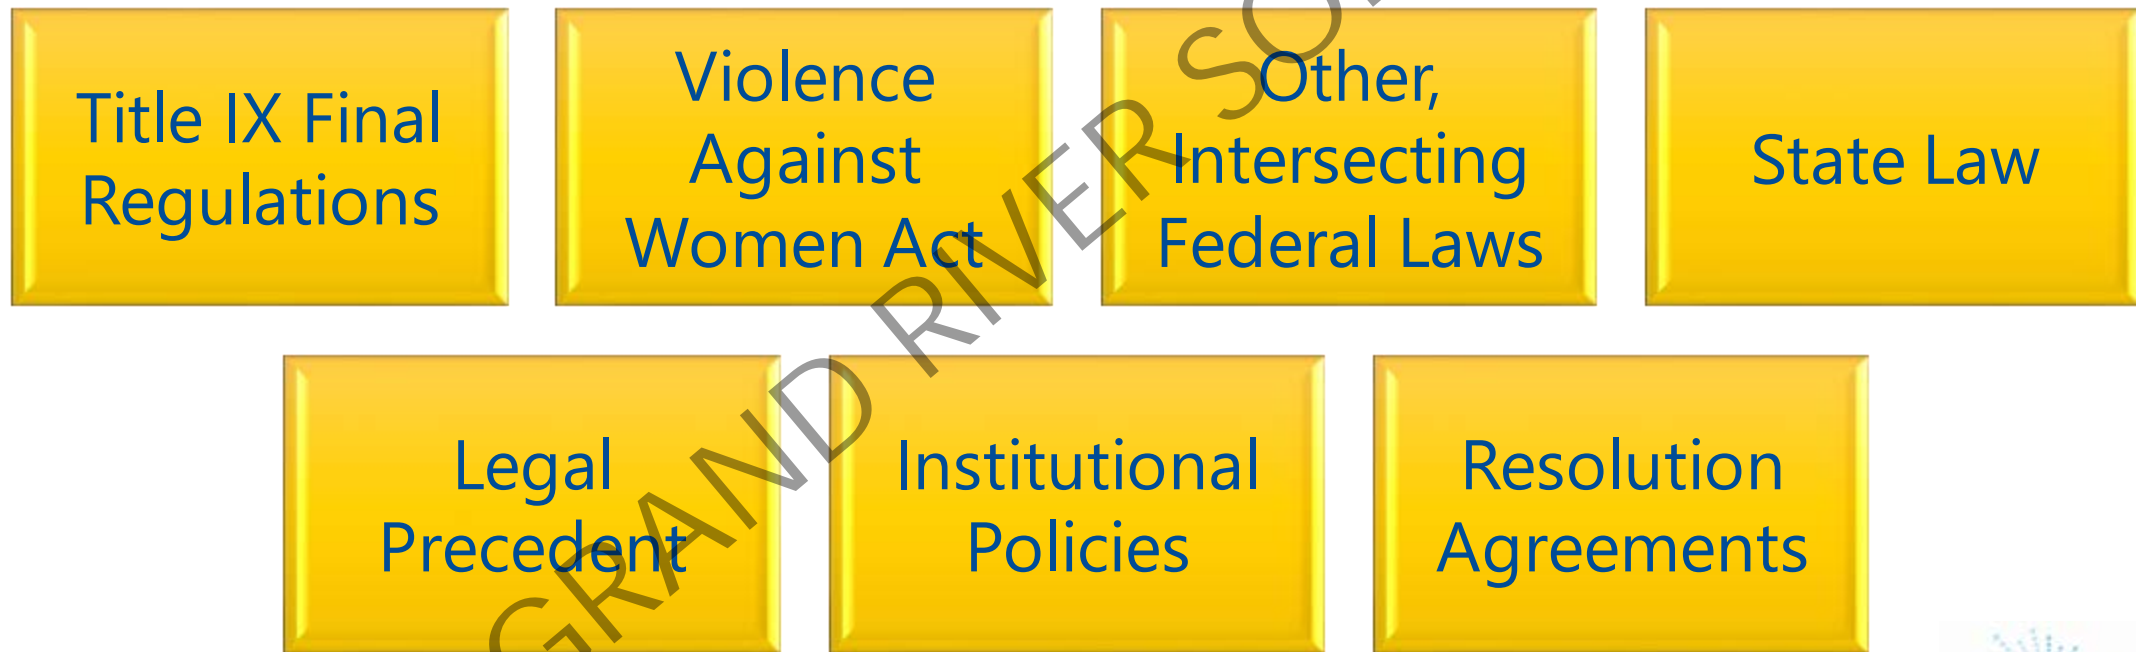 Title IX Final
Regulations
Violence
Against
Women Act
Other,
Intersecting
Federal Laws
State Law
Legal
Precedent
Institutional
Policies
Resolution
Agreements
GRAND RIVER